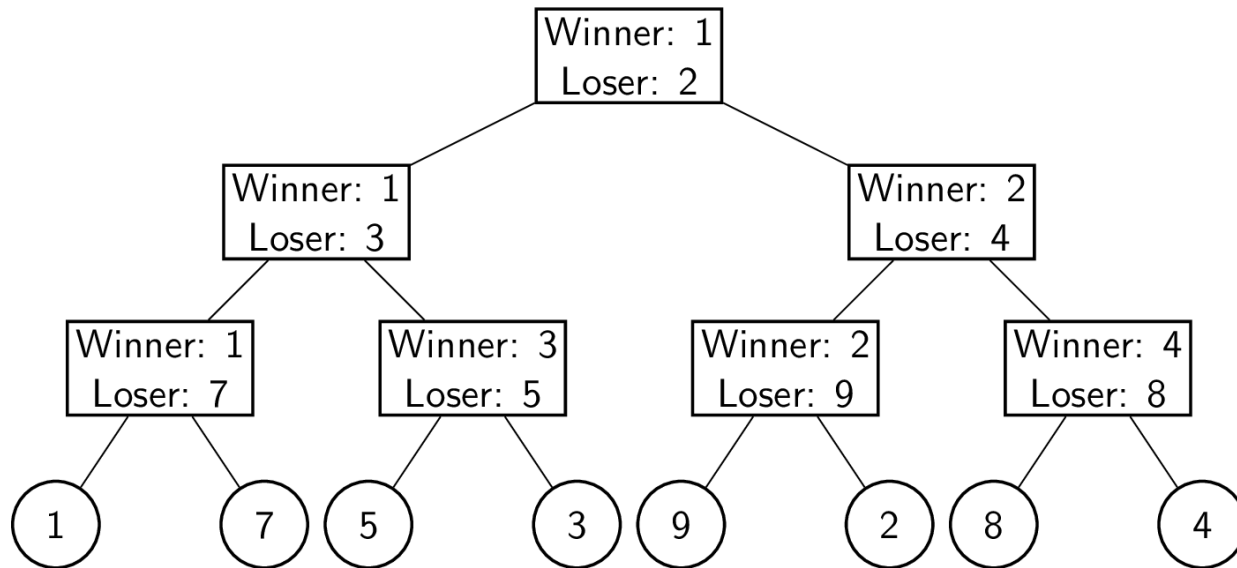 Winner: 1
Loser: 2
Winner: 1
Loser: 3
Winner: 2
Loser: 4
Winner: 1
Loser: 7
Winner: 3
Loser: 5
Winner: 2
Loser: 9
Winner: 4
Loser: 8
1
7
5
3
9
2
8
4